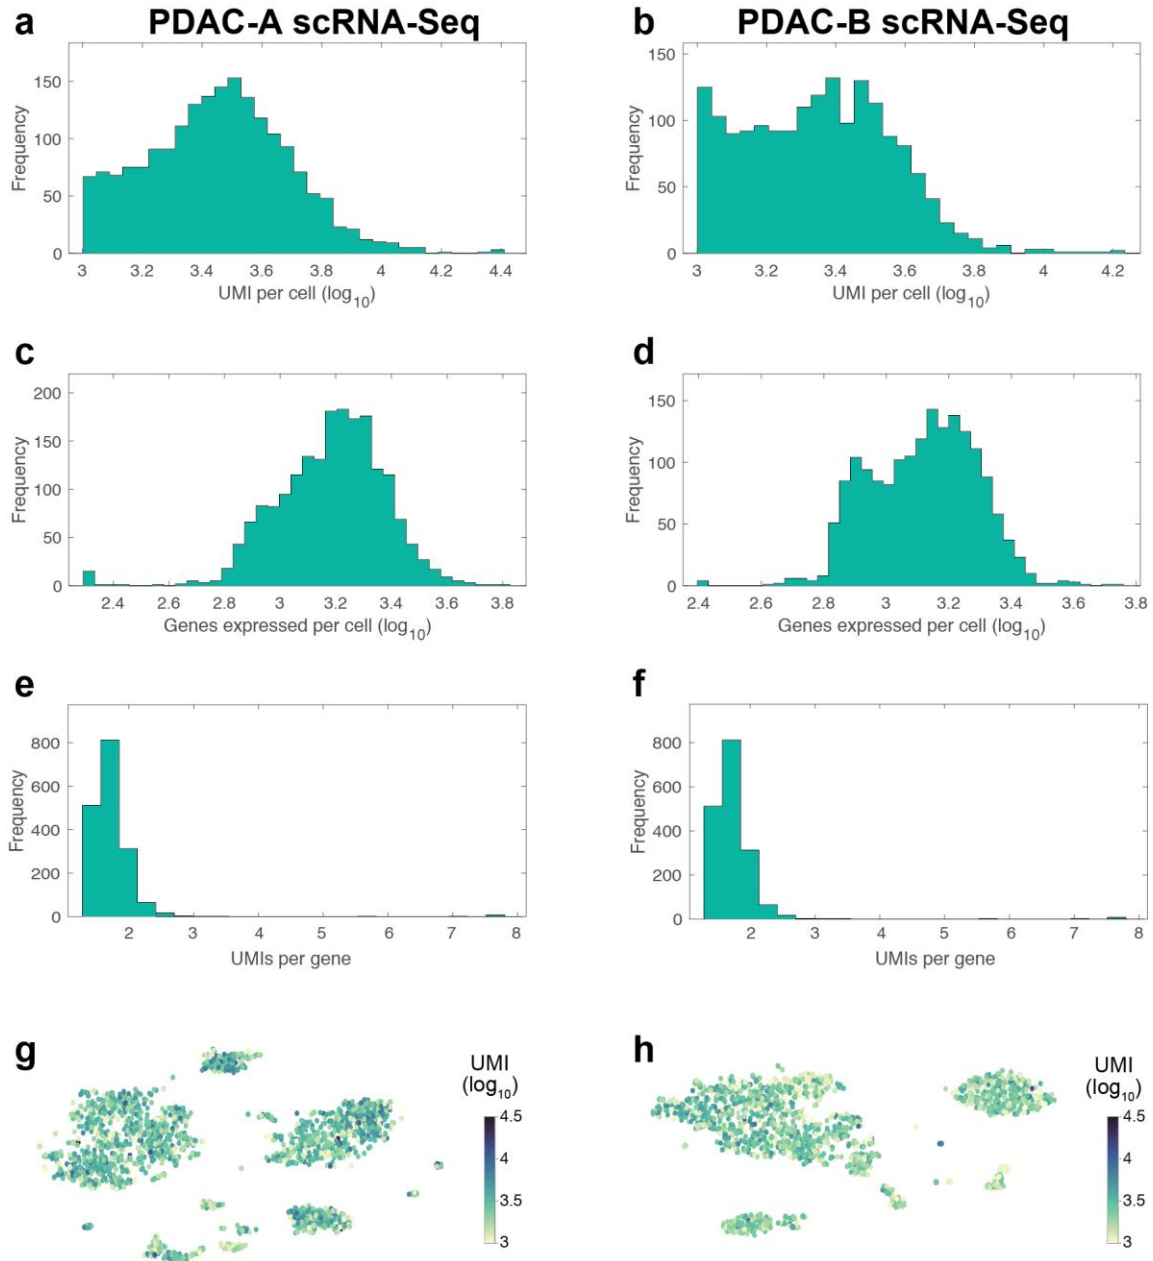 a PDAC-A scRNA-Seq
150
100
50
0
Frequency
3 3.2 3.4 3.6 3.8 4 4.2 4.4
UMI per cell (log10)
b PDAC-B scRNA-Seq
150
100
50
0
Frequency
3 3.2 3.4 3.6 3.8 4 4.2
UMI per cell (log10)
c
200
150
100
50
0
Frequency
2.4 2.6 2.8 3 3.2 3.4 3.6 3.8
Genes expressed per cell (log10)
d
150
100
50
0
Frequency
2.4 2.6 2.8 3 3.2 3.4 3.6 3.8
Genes expressed per cell (log10)
e
800
600
400
200
0
Frequency
2 3 4 5 6 7 8
UMIs per gene
f
800
600
400
200
0
Frequency
2 3 4 5 6 7 8
UMIs per gene
g
UMI
(log10)
4.5
4
3.5
3
h
UMI
(log10)
4.5
4
3.5
3